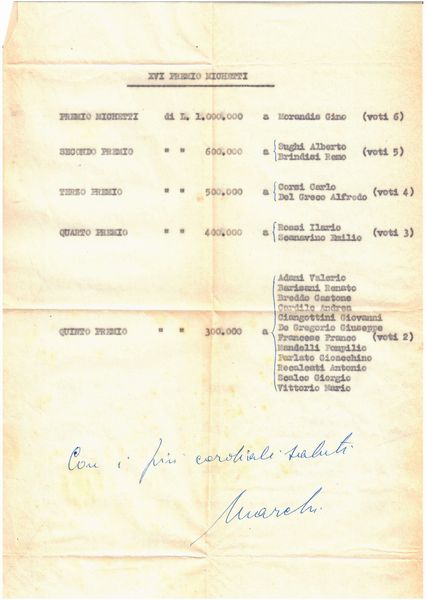 XVI PREMIO MICHETTI
PREMIO MICHETTI di L. 1.000.000 a Morandis Gino (voti 6)
SECONDO PREMIO " " 600.000 a Sughi Alberto
Brindisi Remo (voti 5)
TERZO PREMIO " " 500.000 a Corsi Carlo
Del Greco Alfredo (voti 4)
QUARTO PREMIO " " 400.000 a Rossi Ilario
Scanavino Emilio (voti 3)
Adami Valerio
Barisani Renato
Breddo Gastone
Cardile Andrea
Ciangottini Giovanni
De Gregorio Giuseppe
QUINTO PREMIO " " 300.000 a Francese Franco (voti 2)
Mandelli Pompilio
Parlato Gioacchino
Recalcati Antonio
Scalco Giorgio
Vittorio Mario
Con i più cordiali saluti
Marchi